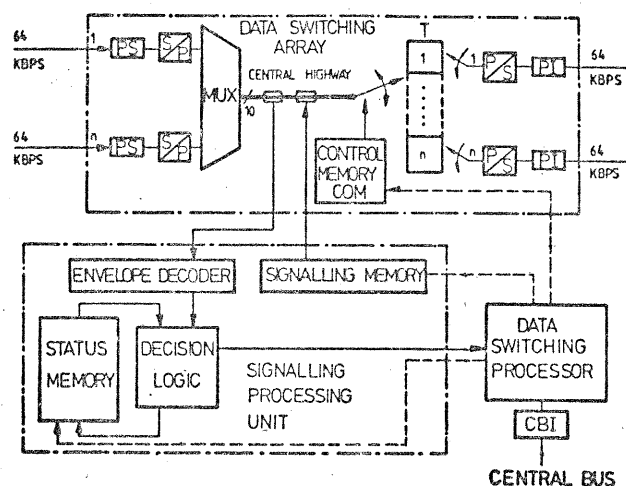 DATA SWITCHING
ARRAY
T
64
KBPS
1
PS
S/P
MUX
CENTRAL HIGHWAY
10
1
1
P/S
PI
64
KBPS
64
KBPS
n
PS
S/P
CONTROL
MEMORY
COM
n
n
P/S
PI
64
KBPS
ENVELOPE DECODER
SIGNALLING MEMORY
STATUS
MEMORY
DECISION
LOGIC
SIGNALLING
PROCESSING
UNIT
DATA
SWITCHING
PROCESSOR
CBI
CENTRAL BUS